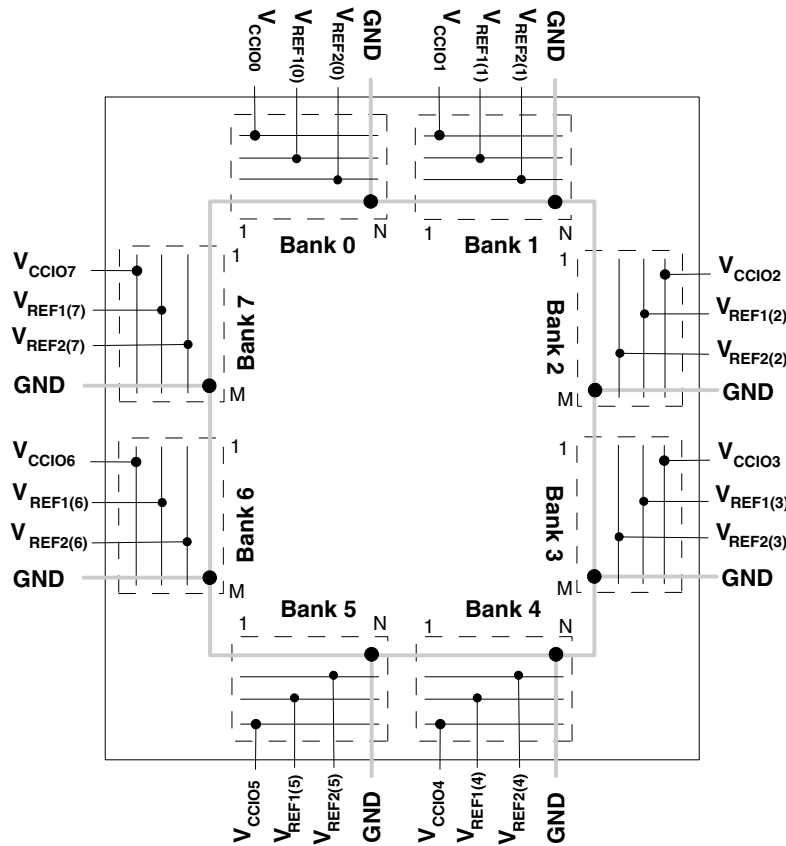 VCCIO0 VREF1(0) VREF2(0) GND VCCIO1 VREF1(1) VREF2(1) GND
1 N 1 N
Bank 0 Bank 1
VCCIO7
VREF1(7)
VREF2(7)
GND
1
Bank 7
M
1
Bank 2
M
VCCIO2
VREF1(2)
VREF2(2)
GND
VCCIO6
VREF1(6)
VREF2(6)
GND
1
Bank 6
M
1
Bank 3
M
VCCIO3
VREF1(3)
VREF2(3)
GND
Bank 5 Bank 4
1 N 1 N
VCCIO5 VREF1(5) VREF2(5) GND VCCIO4 VREF1(4) VREF2(4) GND